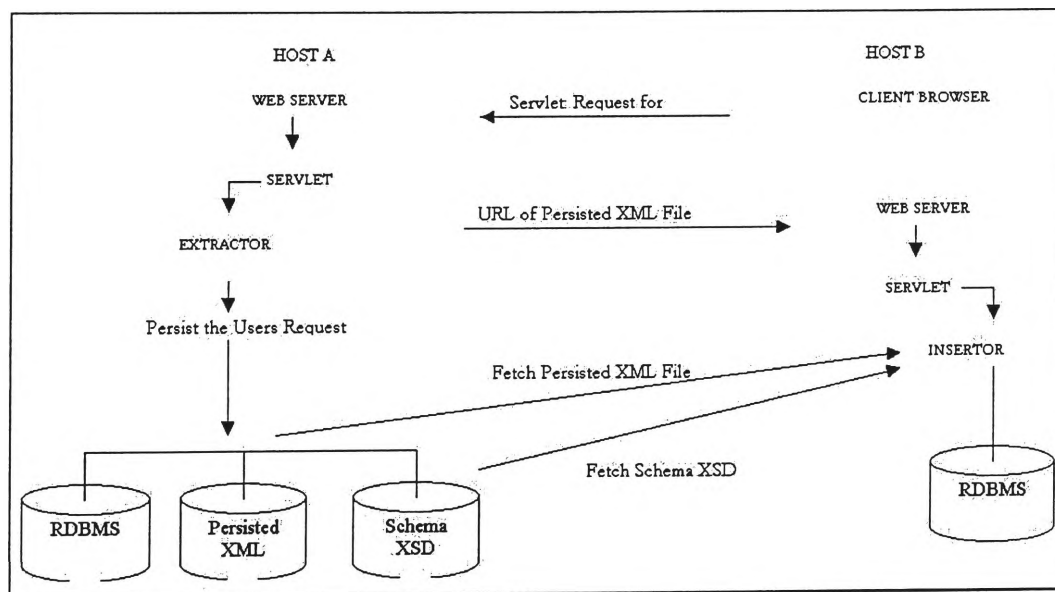 HOST A
HOST B
WEB SERVER
Servlet Request for
CLIENT BROWSER
SERVLET
URL of Persisted XML File
WEB SERVER
EXTRACTOR
SERVLET
Persist the Users Request
INSERTOR
Fetch Persisted XML File
Fetch Schema XSD
RDBMS
Persisted
XML
Schema
XSD
RDBMS